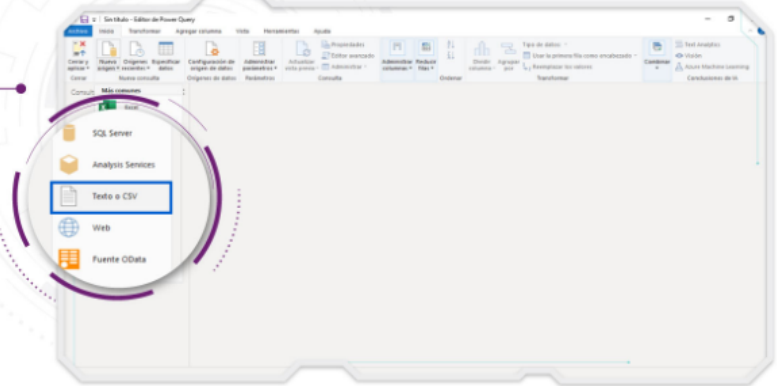 Sin título - Editor de Power Query
Archivo Inicio Transformar Agregar columna Vista Herramientas Ayuda
Cerrar y aplicar
Nueva origen
Orígenes recientes
Especificar datos
Configuración de origen de datos
Administrar parámetros
Actualizar vista previa
Propiedades
Editor avanzado
Administrar
Administrar columnas
Reducir filas
Dividir columna
Agrupar por
Tipo de datos:
Usar la primera fila como encabezado
Reemplazar los valores
Combinar
Text Analytics
Visión
Azure Machine Learning
Cerrar
Nueva consulta
Orígenes de datos
Parámetros
Consulta
Ordenar
Transformar
Conclusiones de IA
Consult
Más comunes
Excel
SQL Server
Analysis Services
Texto o CSV
Web
Fuente OData